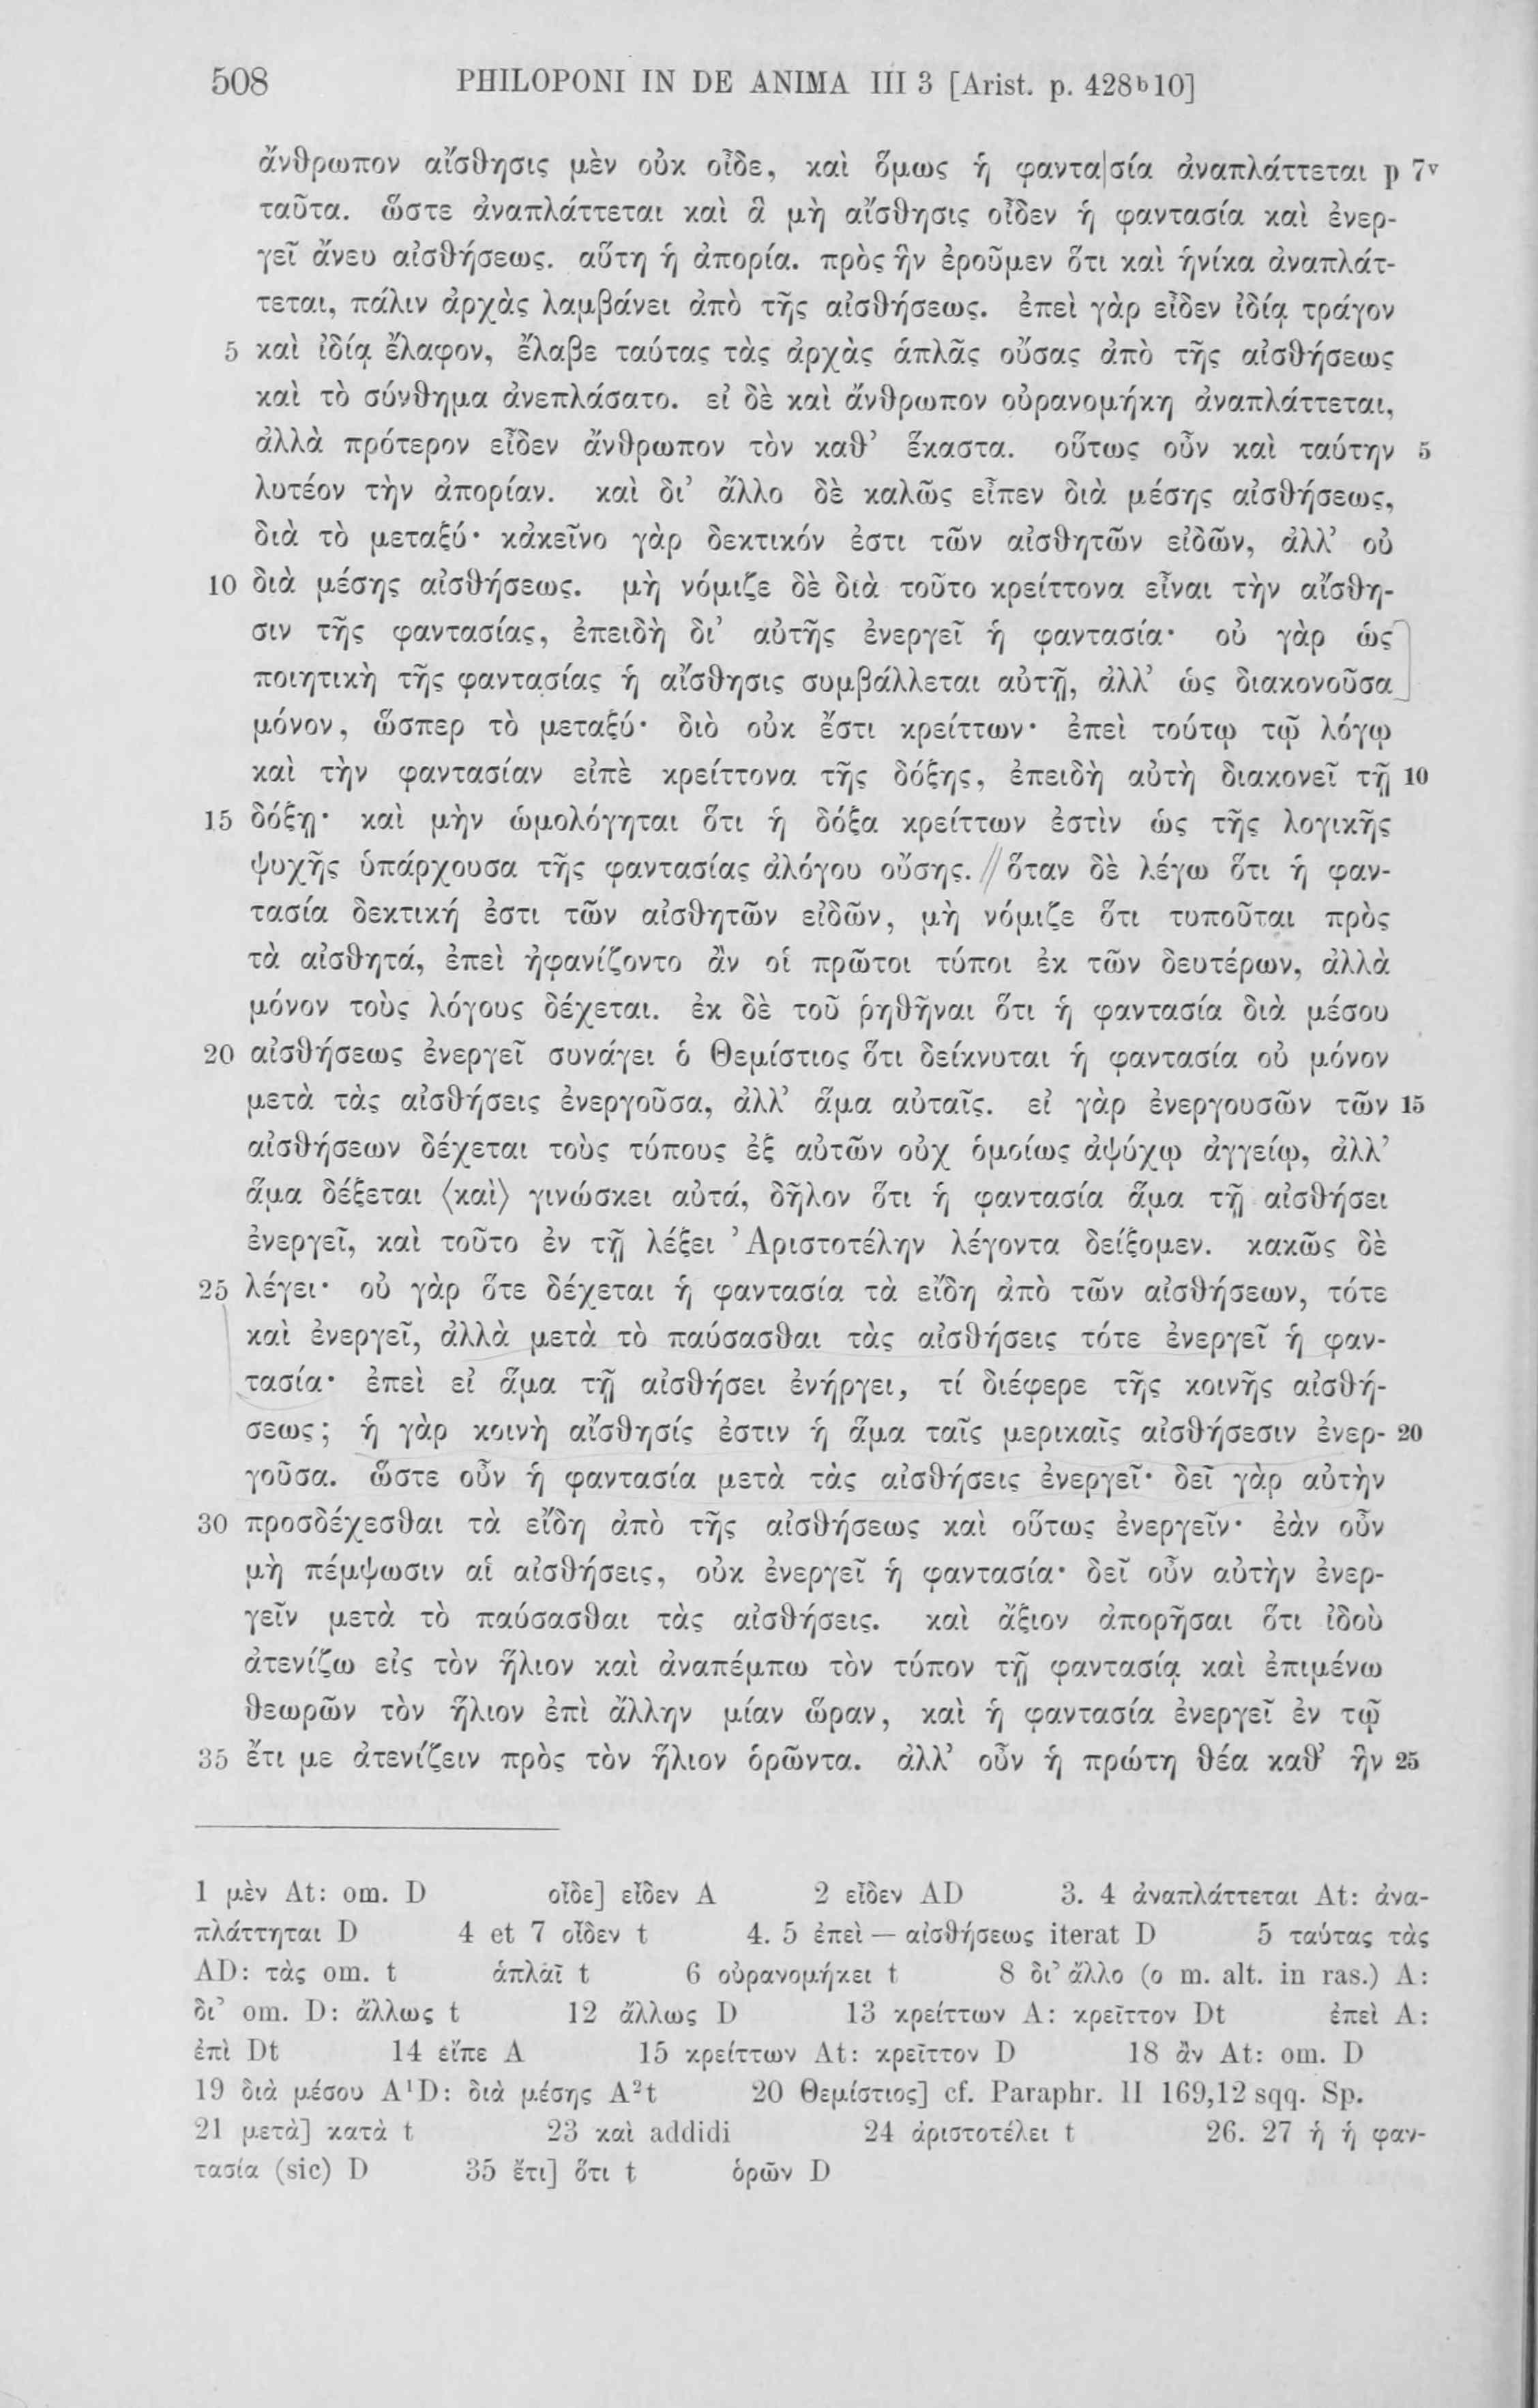 508 PHILOPONI IN DE ANIMA III 3 [Arist. p. 428ᵇ10]
ἄνθρωπον αἴσθησις μὲν οὐκ οἶδε, καὶ ὅμως ἡ φαντα|σία ἀναπλάττεται p 7ᵛ
ταῦτα. ὥστε ἀναπλάττεται καὶ ἃ μὴ αἴσθησις οἶδεν ἡ φαντασία καὶ ἐνερ-
γεῖ ἄνευ αἰσθήσεως. αὕτη ἡ ἀπορία. πρὸς ἣν ἐροῦμεν ὅτι καὶ ἡνίκα ἀναπλάτ-
τεται, πάλιν ἀρχὰς λαμβάνει ἀπὸ τῆς αἰσθήσεως. ἐπεὶ γὰρ εἶδεν ἰδίᾳ τράγον
5 καὶ ἰδίᾳ ἔλαφον, ἔλαβε ταύτας τὰς ἀρχὰς ἁπλᾶς οὔσας ἀπὸ τῆς αἰσθήσεως
καὶ τὸ σύνθημα ἀνεπλάσατο. εἰ δὲ καὶ ἄνθρωπον οὐρανομήκη ἀναπλάττεται,
ἀλλὰ πρότερον εἶδεν ἄνθρωπον τὸν καθ’ ἕκαστα. οὕτως οὖν καὶ ταύτην 5
λυτέον τὴν ἀπορίαν. καὶ δι’ ἄλλο δὲ καλῶς εἶπεν διὰ μέσης αἰσθήσεως,
διὰ τὸ μεταξύ· κἀκεῖνο γὰρ δεκτικόν ἐστι τῶν αἰσθητῶν εἰδῶν, ἀλλ’ οὐ
10 διὰ μέσης αἰσθήσεως. μὴ νόμιζε δὲ διὰ τοῦτο κρείττονα εἶναι τὴν αἴσθη-
σιν τῆς φαντασίας, ἐπειδὴ δι’ αὐτῆς ἐνεργεῖ ἡ φαντασία· οὐ γὰρ ὡς
ποιητικὴ τῆς φαντασίας ἡ αἴσθησις συμβάλλεται αὐτῇ, ἀλλ’ ὡς διακονοῦσα
μόνον, ὥσπερ τὸ μεταξύ· διὸ οὐκ ἔστι κρείττων· ἐπεὶ τούτῳ τῷ λόγῳ
καὶ τὴν φαντασίαν εἰπὲ κρείττονα τῆς δόξης, ἐπειδὴ αὐτὴ διακονεῖ τῇ 10
15 δόξῃ· καὶ μὴν ὡμολόγηται ὅτι ἡ δόξα κρείττων ἐστὶν ὡς τῆς λογικῆς
ψυχῆς ὑπάρχουσα τῆς φαντασίας ἀλόγου οὔσης. // ὅταν δὲ λέγω ὅτι ἡ φαν-
τασία δεκτική ἐστι τῶν αἰσθητῶν εἰδῶν, μὴ νόμιζε ὅτι τυποῦται πρὸς
τὰ αἰσθητά, ἐπεὶ ἠφανίζοντο ἂν οἱ πρῶτοι τύποι ἐκ τῶν δευτέρων, ἀλλὰ
μόνον τοὺς λόγους δέχεται. ἐκ δὲ τοῦ ῥηθῆναι ὅτι ἡ φαντασία διὰ μέσου
20 αἰσθήσεως ἐνεργεῖ συνάγει ὁ Θεμίστιος ὅτι δείκνυται ἡ φαντασία οὐ μόνον
μετὰ τὰς αἰσθήσεις ἐνεργοῦσα, ἀλλ’ ἅμα αὐταῖς. εἰ γὰρ ἐνεργουσῶν τῶν 15
αἰσθήσεων δέχεται τοὺς τύπους ἐξ αὐτῶν οὐχ ὁμοίως ἀψύχῳ ἀγγείῳ, ἀλλ’
ἅμα δέξεται ⟨καὶ⟩ γινώσκει αὐτά, δῆλον ὅτι ἡ φαντασία ἅμα τῇ αἰσθήσει
ἐνεργεῖ, καὶ τοῦτο ἐν τῇ λέξει Ἀριστοτέλην λέγοντα δείξομεν. κακῶς δὲ
25 λέγει· οὐ γὰρ ὅτε δέχεται ἡ φαντασία τὰ εἴδη ἀπὸ τῶν αἰσθήσεων, τότε
καὶ ἐνεργεῖ, ἀλλὰ μετὰ τὸ παύσασθαι τὰς αἰσθήσεις τότε ἐνεργεῖ ἡ φαν-
τασία· ἐπεὶ εἰ ἅμα τῇ αἰσθήσει ἐνήργει, τί διέφερε τῆς κοινῆς αἰσθή-
σεως; ἡ γὰρ κοινὴ αἴσθησίς ἐστιν ἡ ἅμα ταῖς μερικαῖς αἰσθήσεσιν ἐνερ- 20
γοῦσα. ὥστε οὖν ἡ φαντασία μετὰ τὰς αἰσθήσεις ἐνεργεῖ· δεῖ γὰρ αὐτὴν
30 προσδέχεσθαι τὰ εἴδη ἀπὸ τῆς αἰσθήσεως καὶ οὕτως ἐνεργεῖν· ἐὰν οὖν
μὴ πέμψωσιν αἱ αἰσθήσεις, οὐκ ἐνεργεῖ ἡ φαντασία· δεῖ οὖν αὐτὴν ἐνερ-
γεῖν μετὰ τὸ παύσασθαι τὰς αἰσθήσεις. καὶ ἄξιον ἀπορῆσαι ὅτι ἰδοὺ
ἀτενίζω εἰς τὸν ἥλιον καὶ ἀναπέμπω τὸν τύπον τῇ φαντασίᾳ καὶ ἐπιμένω
θεωρῶν τὸν ἥλιον ἐπὶ ἄλλην μίαν ὥραν, καὶ ἡ φαντασία ἐνεργεῖ ἐν τῷ
35 ἔτι με ἀτενίζειν πρὸς τὸν ἥλιον ὁρῶντα. ἀλλ’ οὖν ἡ πρώτη θέα καθ’ ἣν 25
1 μὲν At: om. D οἶδε] εἶδεν A 2 εἶδεν AD 3. 4 ἀναπλάττεται At: ἀνα-
πλάττηται D 4 et 7 οἶδεν t 4. 5 ἐπεὶ — αἰσθήσεως iterat D 5 ταύτας τὰς
AD: τὰς om. t ἁπλαῖ t 6 οὐρανομήκει t 8 δι’ ἄλλο (ο m. alt. in ras.) A:
δι’ om. D: ἄλλως t 12 ἄλλως D 13 κρείττων A: κρεῖττον Dt ἐπεὶ A:
ἐπὶ Dt 14 εἴπε A 15 κρείττων At: κρεῖττον D 18 ἂν At: om. D
19 διὰ μέσου A¹D: διὰ μέσης A²t 20 Θεμίστιος] cf. Paraphr. II 169,12 sqq. Sp.
21 μετὰ] κατὰ t 23 καὶ addidi 24 ἀριστοτέλει t 26. 27 ἡ ἡ φαν-
τασία (sic) D 35 ἔτι] ὅτι t ὁρῶν D